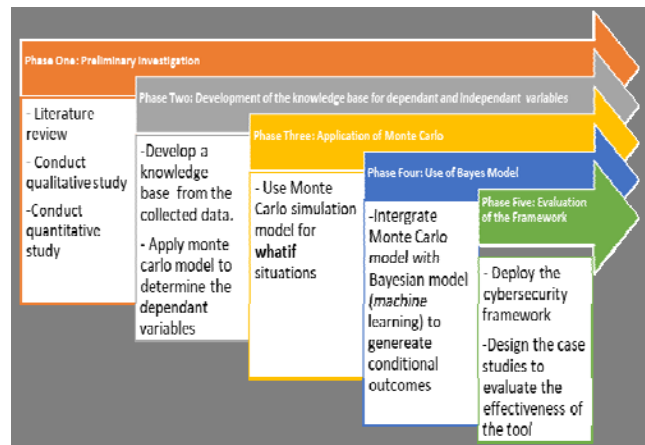 Phase One: Preliminary Investigation
- Literature
review
- Conduct
qualitative study
-Conduct
quantitative
study
Phase Two: Development of the knowledge base for dependant and Independant variables
-Develop a
knowledge
base from the
collected data.
- Apply monte
carlo model to
determine the
dependant
variables
Phase Three: Application of Monte Carlo
- Use Monte
Carlo simulation
model for
whatif
situations
Phase Four: Use of Bayes Model
-Intergrate
Monte Carlo
model with
Bayesian model
(machine
learning) to
genereate
conditional
outcomes
Phase Five: Evaluation
of the Framework
- Deploy the
cybersecurity
framework
-Design the case
studies to
evaluate the
effectiveness of
the tool